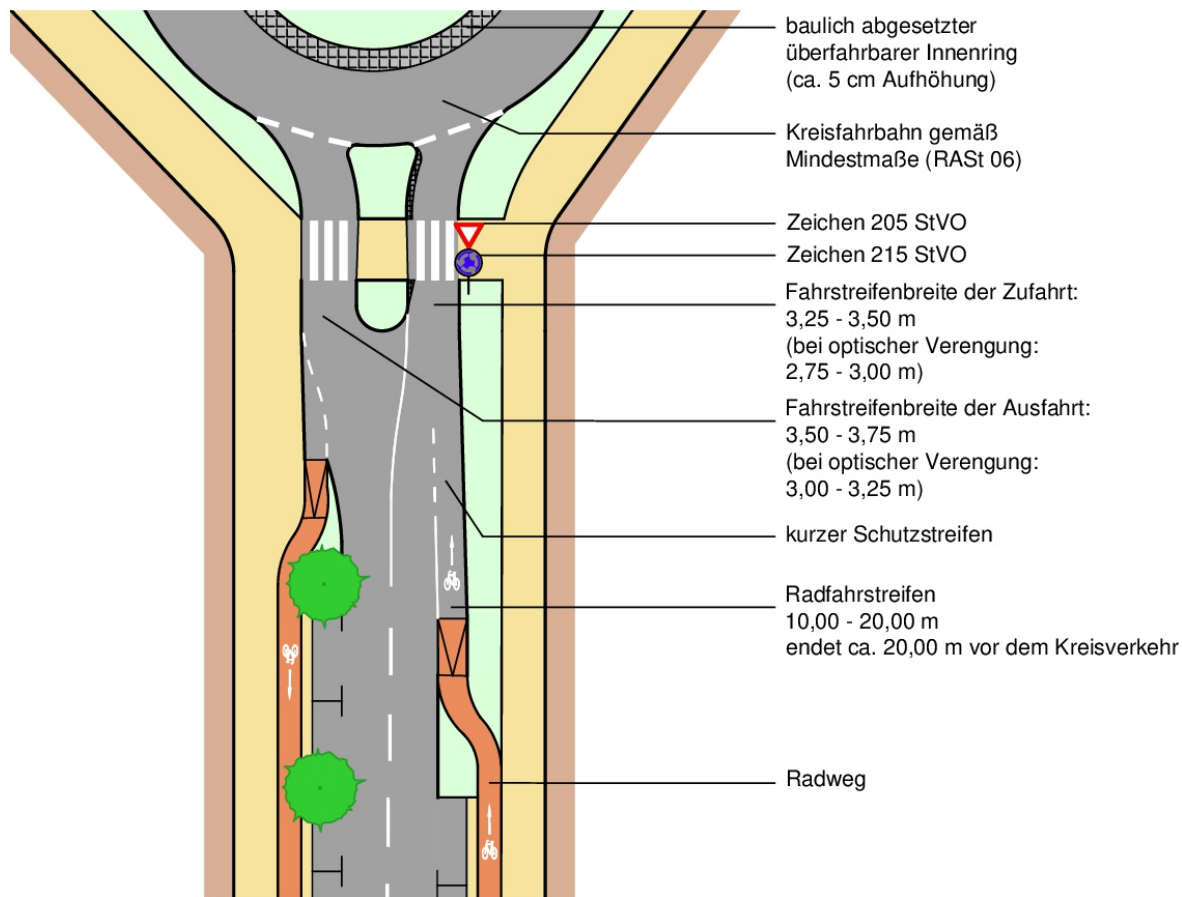 baulich abgesetzter
überfahrbarer Innenring
(ca. 5 cm Aufhöhung)
Kreisfahrbahn gemäß
Mindestmaße (RASt 06)
Zeichen 205 StVO
Zeichen 215 StVO
Fahrstreifenbreite der Zufahrt:
3,25 - 3,50 m
(bei optischer Verengung:
2,75 - 3,00 m)
Fahrstreifenbreite der Ausfahrt:
3,50 - 3,75 m
(bei optischer Verengung:
3,00 - 3,25 m)
kurzer Schutzstreifen
Radfahrstreifen
10,00 - 20,00 m
endet ca. 20,00 m vor dem Kreisverkehr
Radweg